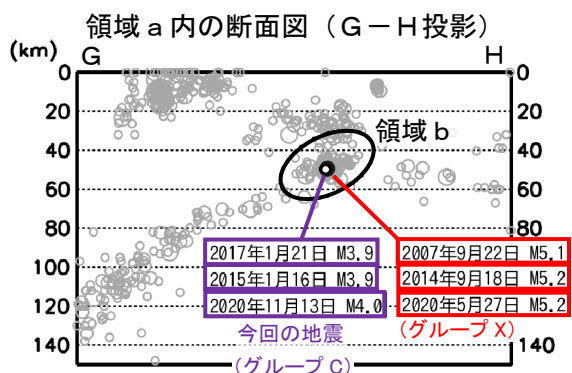 領域a内の断面図（G－H投影）
(km) G H
0 0
20 20
領域b
40 40
60 60
80 80
2017年1月21日 M3.9 2007年9月22日 M5.1
100
2015年1月16日 M3.9 2014年9月18日 M5.2
120
2020年11月13日 M4.0 2020年5月27日 M5.2
今回の地震 (グループX)
140 140
(グループC)